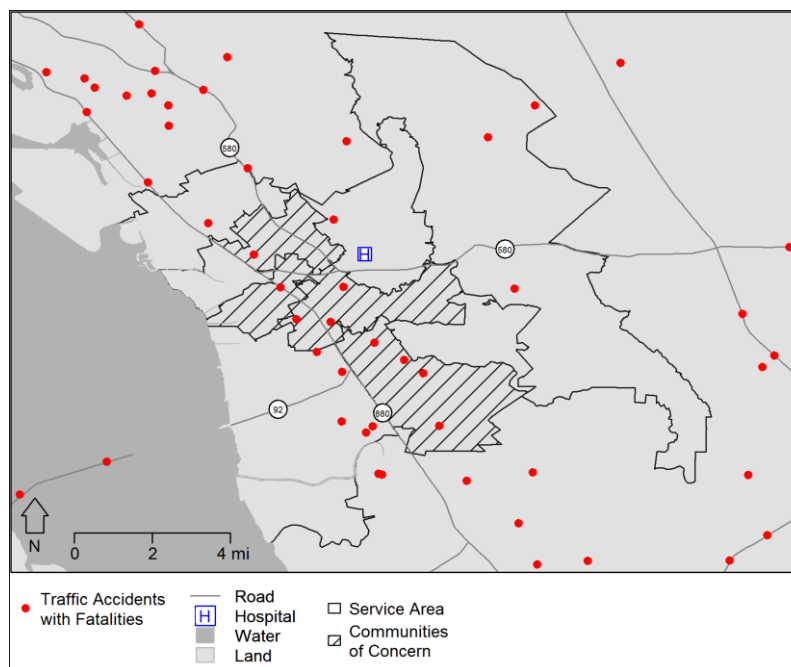 580
H
580
92
880
N
0 2 4 mi
Traffic Accidents
with Fatalities
Road
H Hospital
Water
Land
Service Area
Communities
of Concern